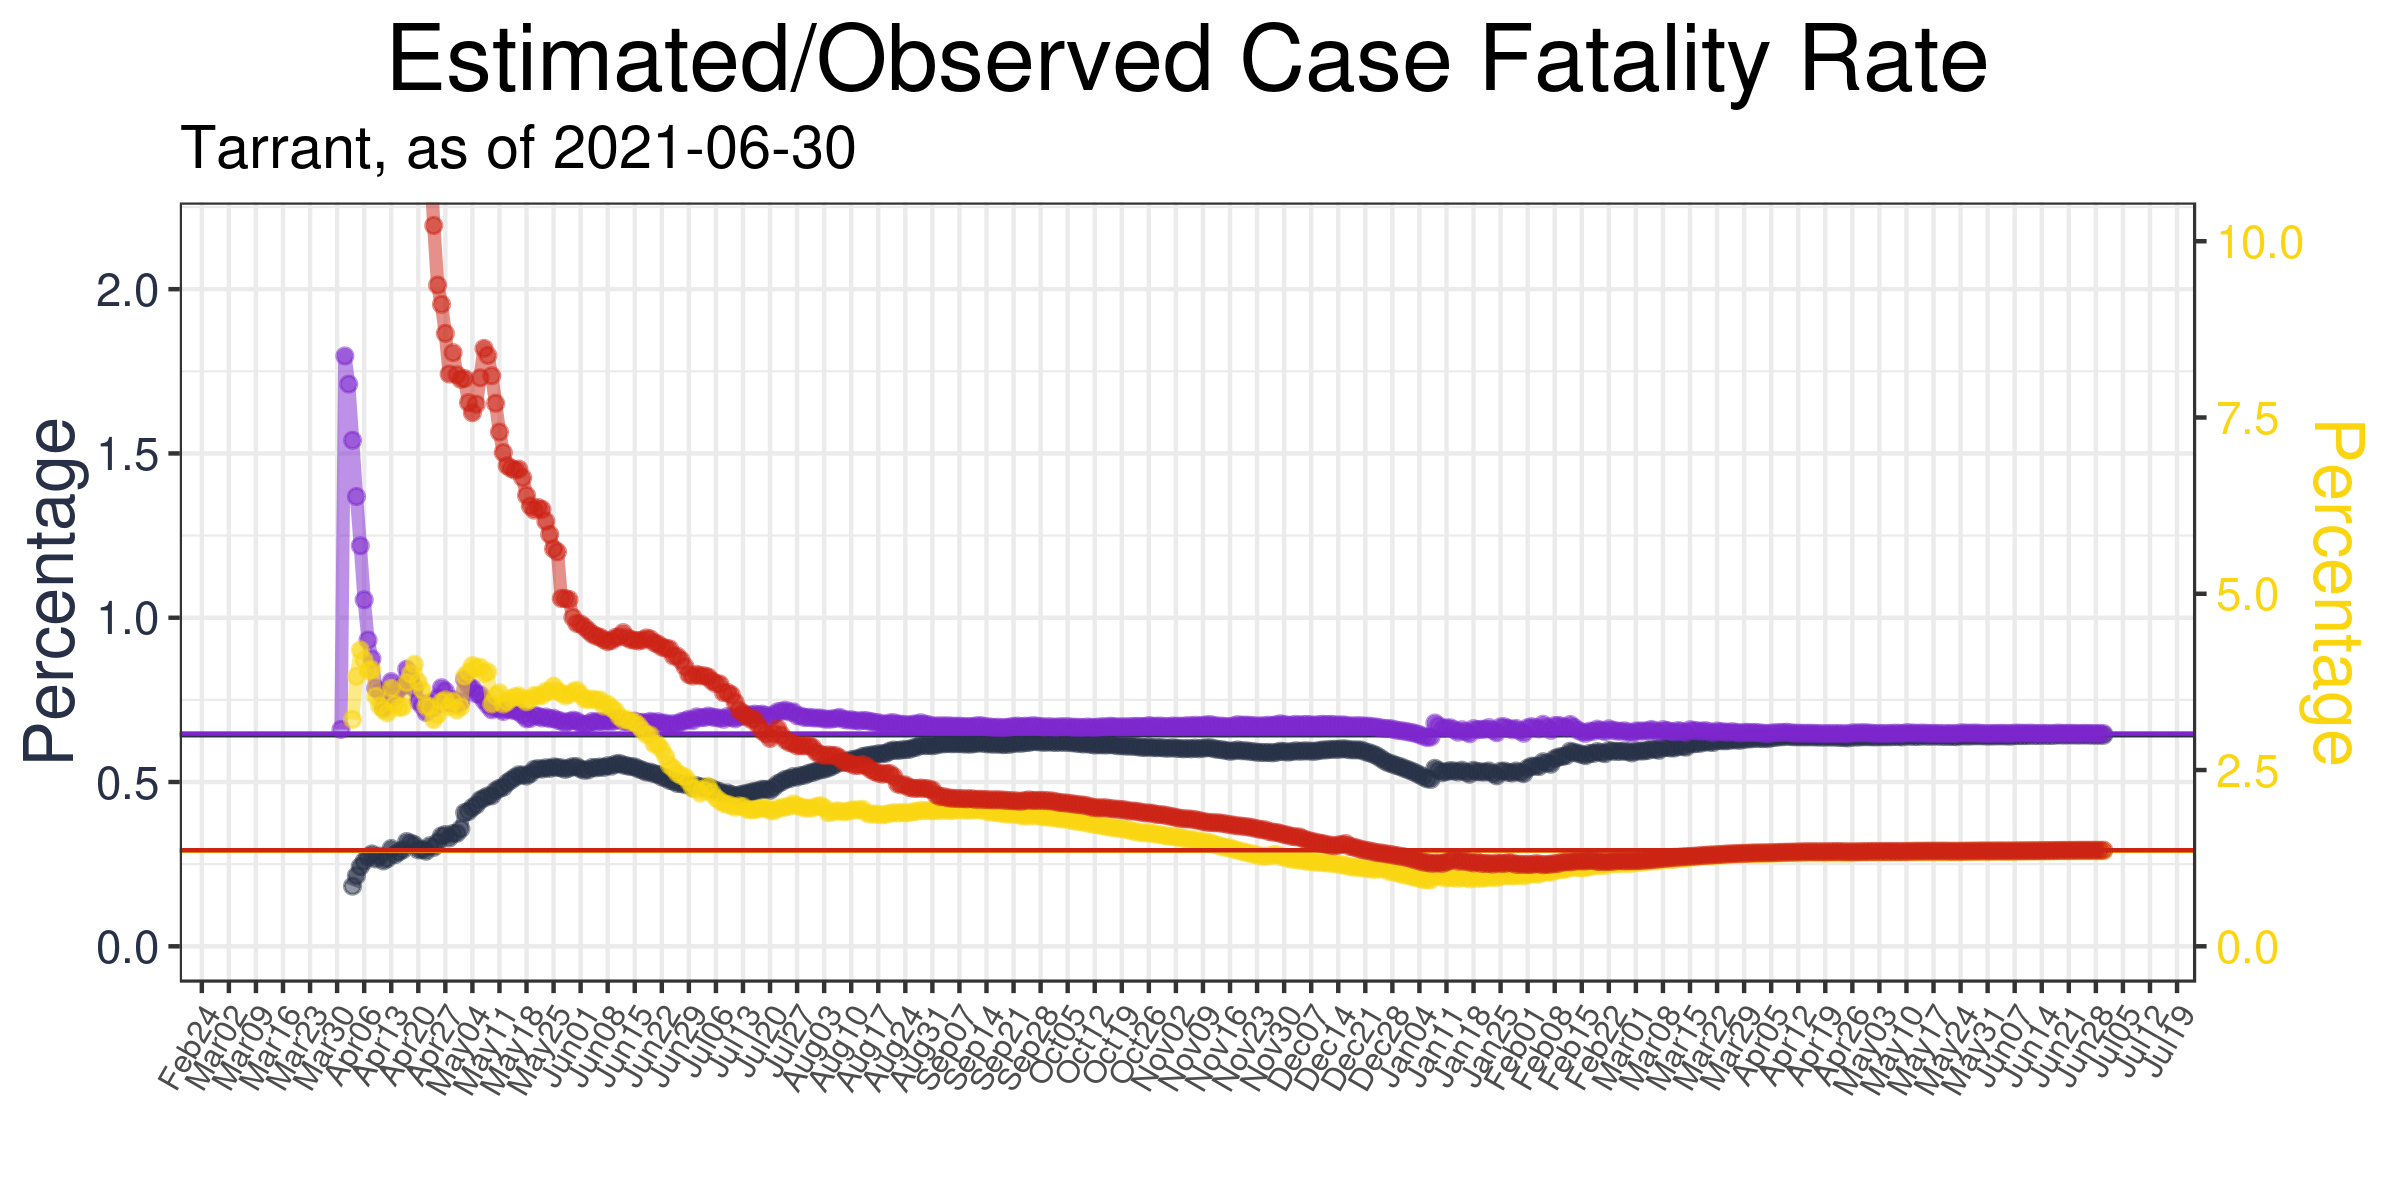 Estimated/Observed Case Fatality Rate
Tarrant, as of 2021-06-30
Percentage
2.0
1.5
1.0
0.5
0.0
10.0
7.5
5.0
2.5
0.0
Percentage
Feb24
Mar02
Mar09
Mar16
Mar23
Mar30
Apr06
Apr13
Apr20
Apr27
May04
May11
May18
May25
Jun01
Jun08
Jun15
Jun22
Jun29
Jul06
Jul13
Jul20
Jul27
Aug03
Aug10
Aug17
Aug24
Aug31
Sep07
Sep14
Sep21
Sep28
Oct05
Oct12
Oct19
Oct26
Nov02
Nov09
Nov16
Nov23
Nov30
Dec07
Dec14
Dec21
Dec28
Jan04
Jan11
Jan18
Jan25
Feb01
Feb08
Feb15
Feb22
Mar01
Mar08
Mar15
Mar22
Mar29
Apr05
Apr12
Apr19
Apr26
May03
May10
May17
May24
May31
Jun07
Jun14
Jun21
Jun28
Jul05
Jul12
Jul19